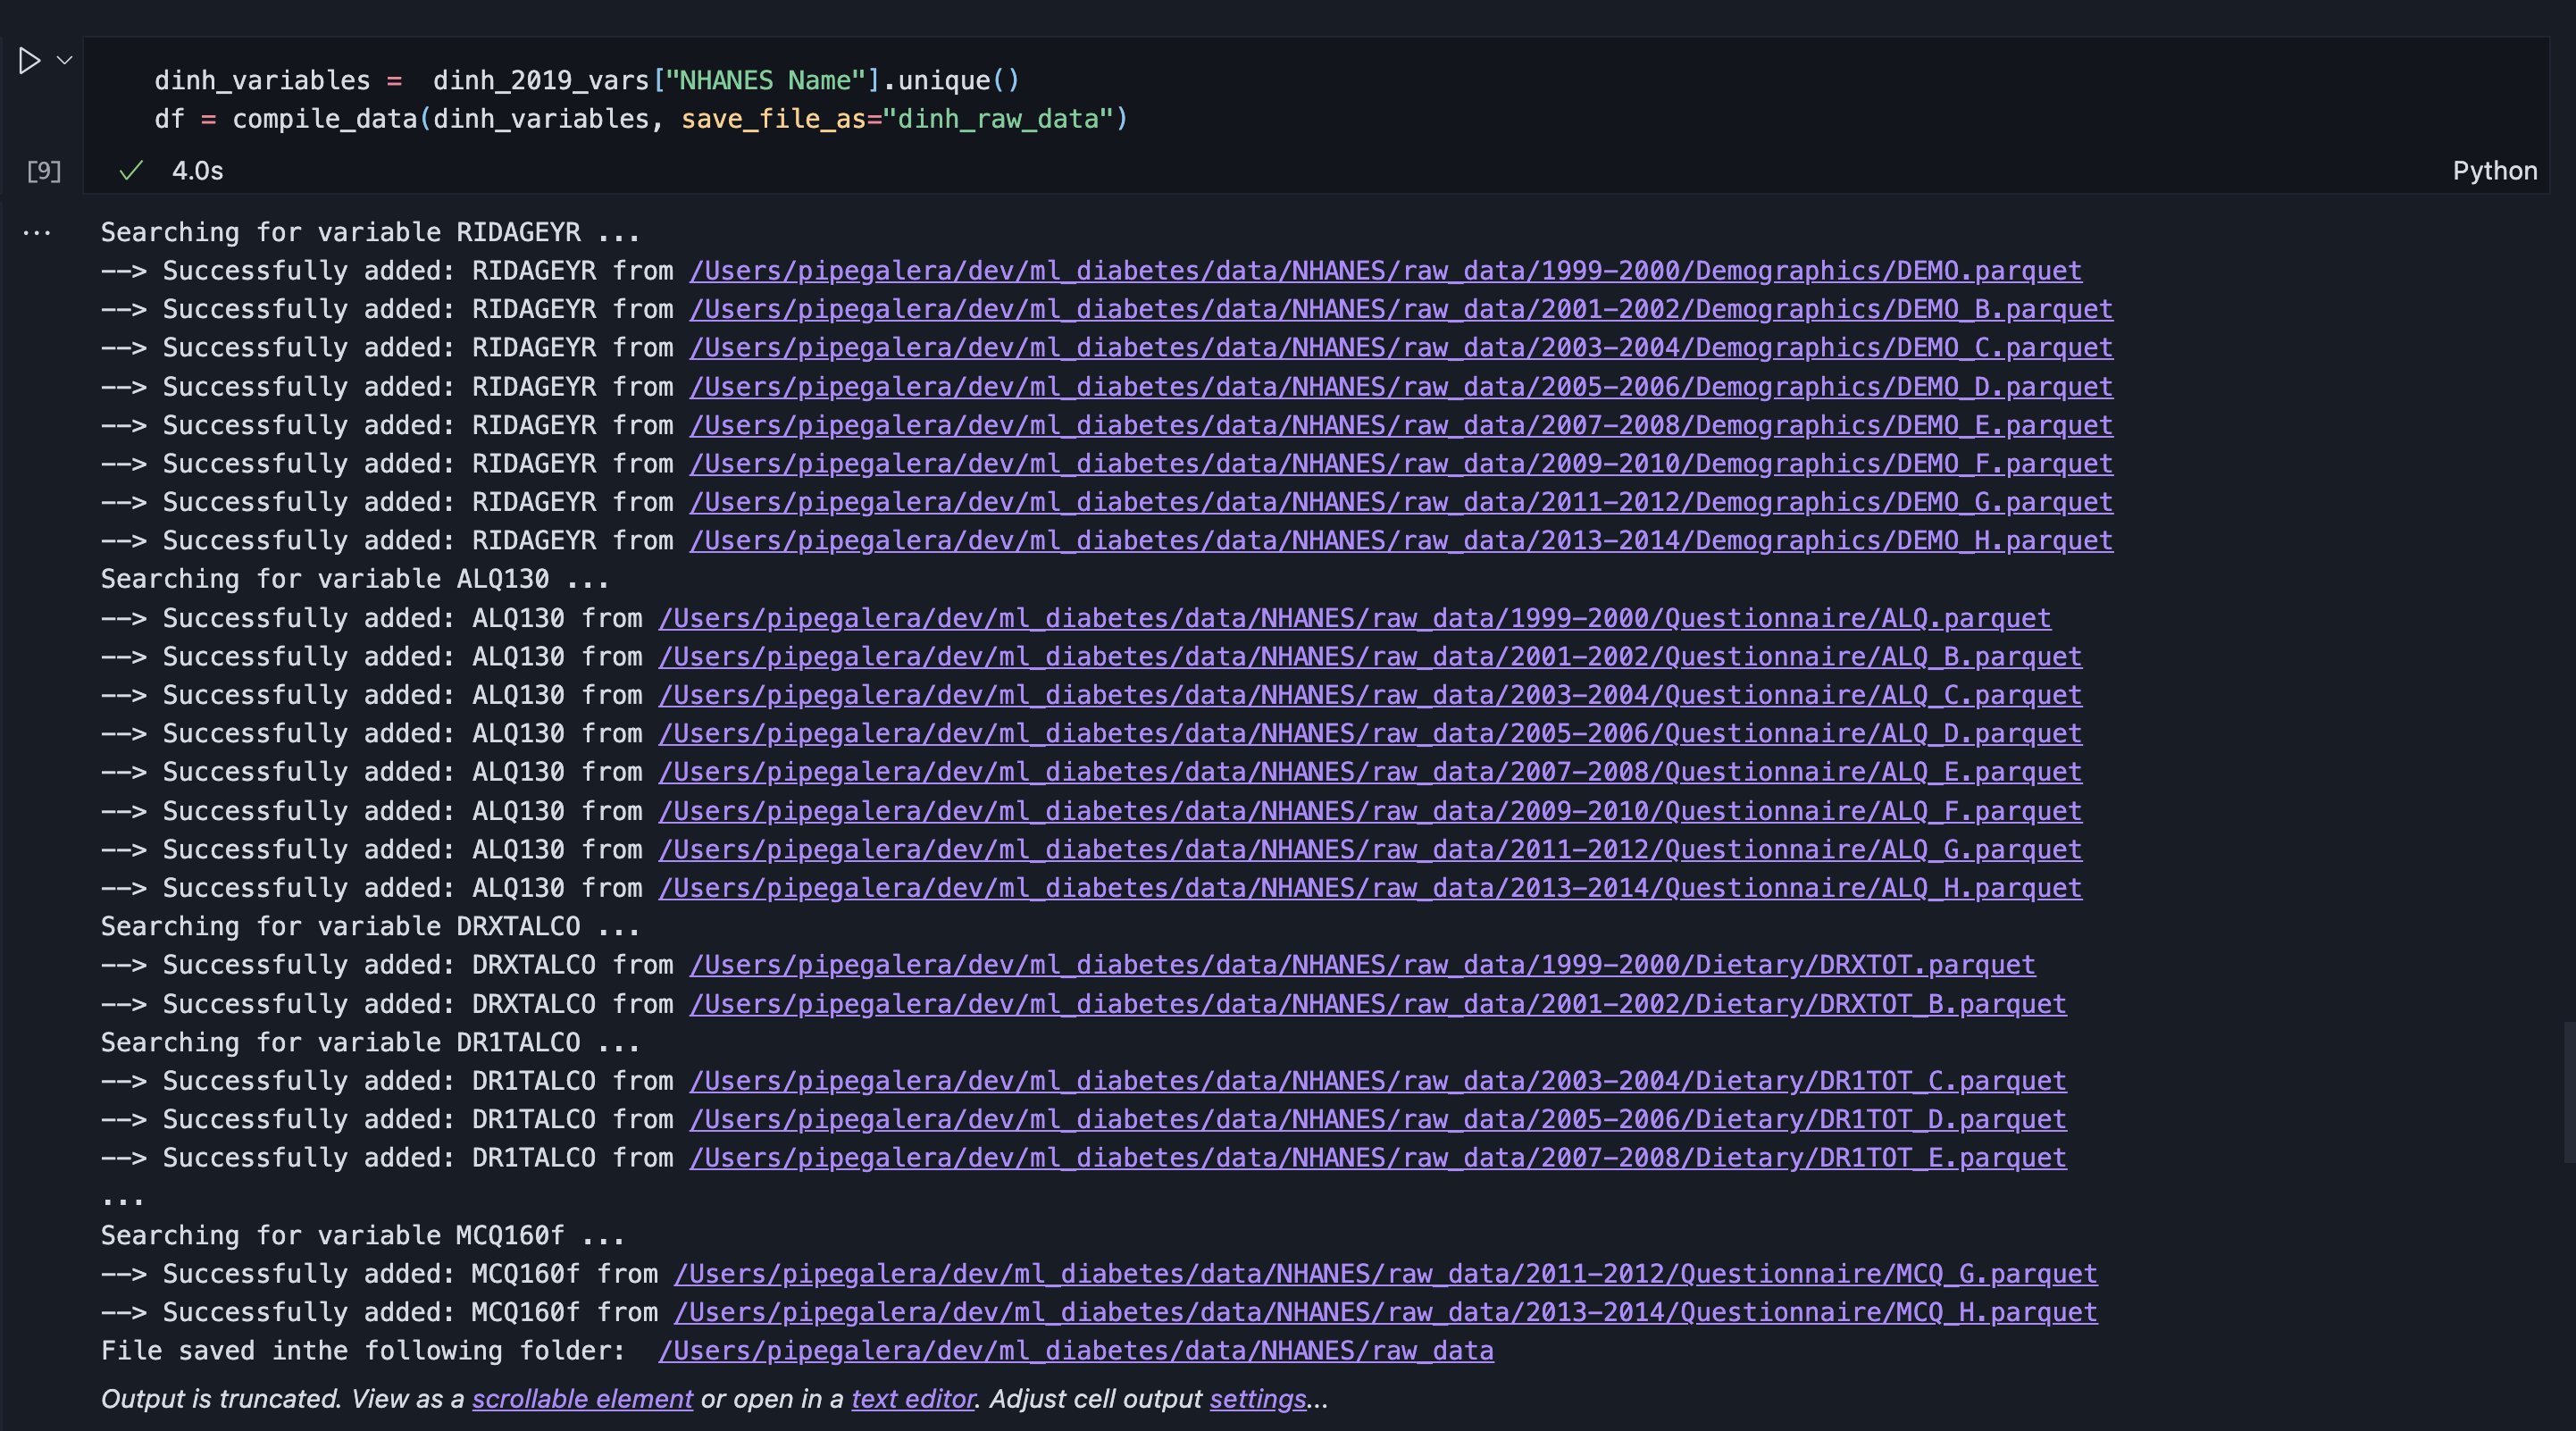 dinh_variables =  dinh_2019_vars["NHANES Name"].unique()
df = compile_data(dinh_variables, save_file_as="dinh_raw_data")
[9] ✓ 4.0s Python
... Searching for variable RIDAGEYR ...
--> Successfully added: RIDAGEYR from /Users/pipegalera/dev/ml_diabetes/data/NHANES/raw_data/1999-2000/Demographics/DEMO.parquet
--> Successfully added: RIDAGEYR from /Users/pipegalera/dev/ml_diabetes/data/NHANES/raw_data/2001-2002/Demographics/DEMO_B.parquet
--> Successfully added: RIDAGEYR from /Users/pipegalera/dev/ml_diabetes/data/NHANES/raw_data/2003-2004/Demographics/DEMO_C.parquet
--> Successfully added: RIDAGEYR from /Users/pipegalera/dev/ml_diabetes/data/NHANES/raw_data/2005-2006/Demographics/DEMO_D.parquet
--> Successfully added: RIDAGEYR from /Users/pipegalera/dev/ml_diabetes/data/NHANES/raw_data/2007-2008/Demographics/DEMO_E.parquet
--> Successfully added: RIDAGEYR from /Users/pipegalera/dev/ml_diabetes/data/NHANES/raw_data/2009-2010/Demographics/DEMO_F.parquet
--> Successfully added: RIDAGEYR from /Users/pipegalera/dev/ml_diabetes/data/NHANES/raw_data/2011-2012/Demographics/DEMO_G.parquet
--> Successfully added: RIDAGEYR from /Users/pipegalera/dev/ml_diabetes/data/NHANES/raw_data/2013-2014/Demographics/DEMO_H.parquet
Searching for variable ALQ130 ...
--> Successfully added: ALQ130 from /Users/pipegalera/dev/ml_diabetes/data/NHANES/raw_data/1999-2000/Questionnaire/ALQ.parquet
--> Successfully added: ALQ130 from /Users/pipegalera/dev/ml_diabetes/data/NHANES/raw_data/2001-2002/Questionnaire/ALQ_B.parquet
--> Successfully added: ALQ130 from /Users/pipegalera/dev/ml_diabetes/data/NHANES/raw_data/2003-2004/Questionnaire/ALQ_C.parquet
--> Successfully added: ALQ130 from /Users/pipegalera/dev/ml_diabetes/data/NHANES/raw_data/2005-2006/Questionnaire/ALQ_D.parquet
--> Successfully added: ALQ130 from /Users/pipegalera/dev/ml_diabetes/data/NHANES/raw_data/2007-2008/Questionnaire/ALQ_E.parquet
--> Successfully added: ALQ130 from /Users/pipegalera/dev/ml_diabetes/data/NHANES/raw_data/2009-2010/Questionnaire/ALQ_F.parquet
--> Successfully added: ALQ130 from /Users/pipegalera/dev/ml_diabetes/data/NHANES/raw_data/2011-2012/Questionnaire/ALQ_G.parquet
--> Successfully added: ALQ130 from /Users/pipegalera/dev/ml_diabetes/data/NHANES/raw_data/2013-2014/Questionnaire/ALQ_H.parquet
Searching for variable DRXTALCO ...
--> Successfully added: DRXTALCO from /Users/pipegalera/dev/ml_diabetes/data/NHANES/raw_data/1999-2000/Dietary/DRXTOT.parquet
--> Successfully added: DRXTALCO from /Users/pipegalera/dev/ml_diabetes/data/NHANES/raw_data/2001-2002/Dietary/DRXTOT_B.parquet
Searching for variable DR1TALCO ...
--> Successfully added: DR1TALCO from /Users/pipegalera/dev/ml_diabetes/data/NHANES/raw_data/2003-2004/Dietary/DR1TOT_C.parquet
--> Successfully added: DR1TALCO from /Users/pipegalera/dev/ml_diabetes/data/NHANES/raw_data/2005-2006/Dietary/DR1TOT_D.parquet
--> Successfully added: DR1TALCO from /Users/pipegalera/dev/ml_diabetes/data/NHANES/raw_data/2007-2008/Dietary/DR1TOT_E.parquet
...
Searching for variable MCQ160f ...
--> Successfully added: MCQ160f from /Users/pipegalera/dev/ml_diabetes/data/NHANES/raw_data/2011-2012/Questionnaire/MCQ_G.parquet
--> Successfully added: MCQ160f from /Users/pipegalera/dev/ml_diabetes/data/NHANES/raw_data/2013-2014/Questionnaire/MCQ_H.parquet
File saved inthe following folder:  /Users/pipegalera/dev/ml_diabetes/data/NHANES/raw_data
Output is truncated. View as a scrollable element or open in a text editor. Adjust cell output settings...